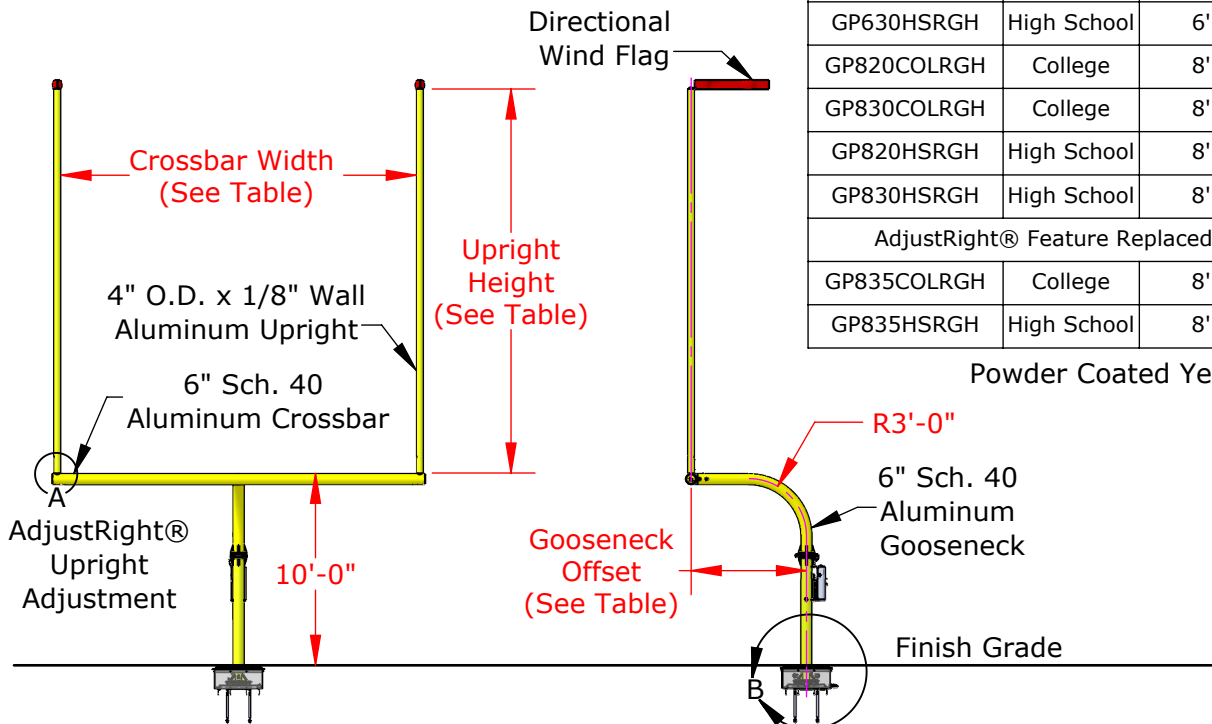 Directional
Wind Flag
GP630HSRGH High School 6'
GP820COLRGH College 8'
GP830COLRGH College 8'
GP820HSRGH High School 8'
GP830HSRGH High School 8'
AdjustRight® Feature Replaced
GP835COLRGH College 8'
GP835HSRGH High School 8'
Powder Coated Ye
Crossbar Width
(See Table)
Upright
Height
(See Table)
4" O.D. x 1/8" Wall
Aluminum Upright
6" Sch. 40
Aluminum Crossbar
A
AdjustRight®
Upright
Adjustment
10'-0"
R3'-0"
6" Sch. 40
Aluminum
Gooseneck
Gooseneck
Offset
(See Table)
Finish Grade
B